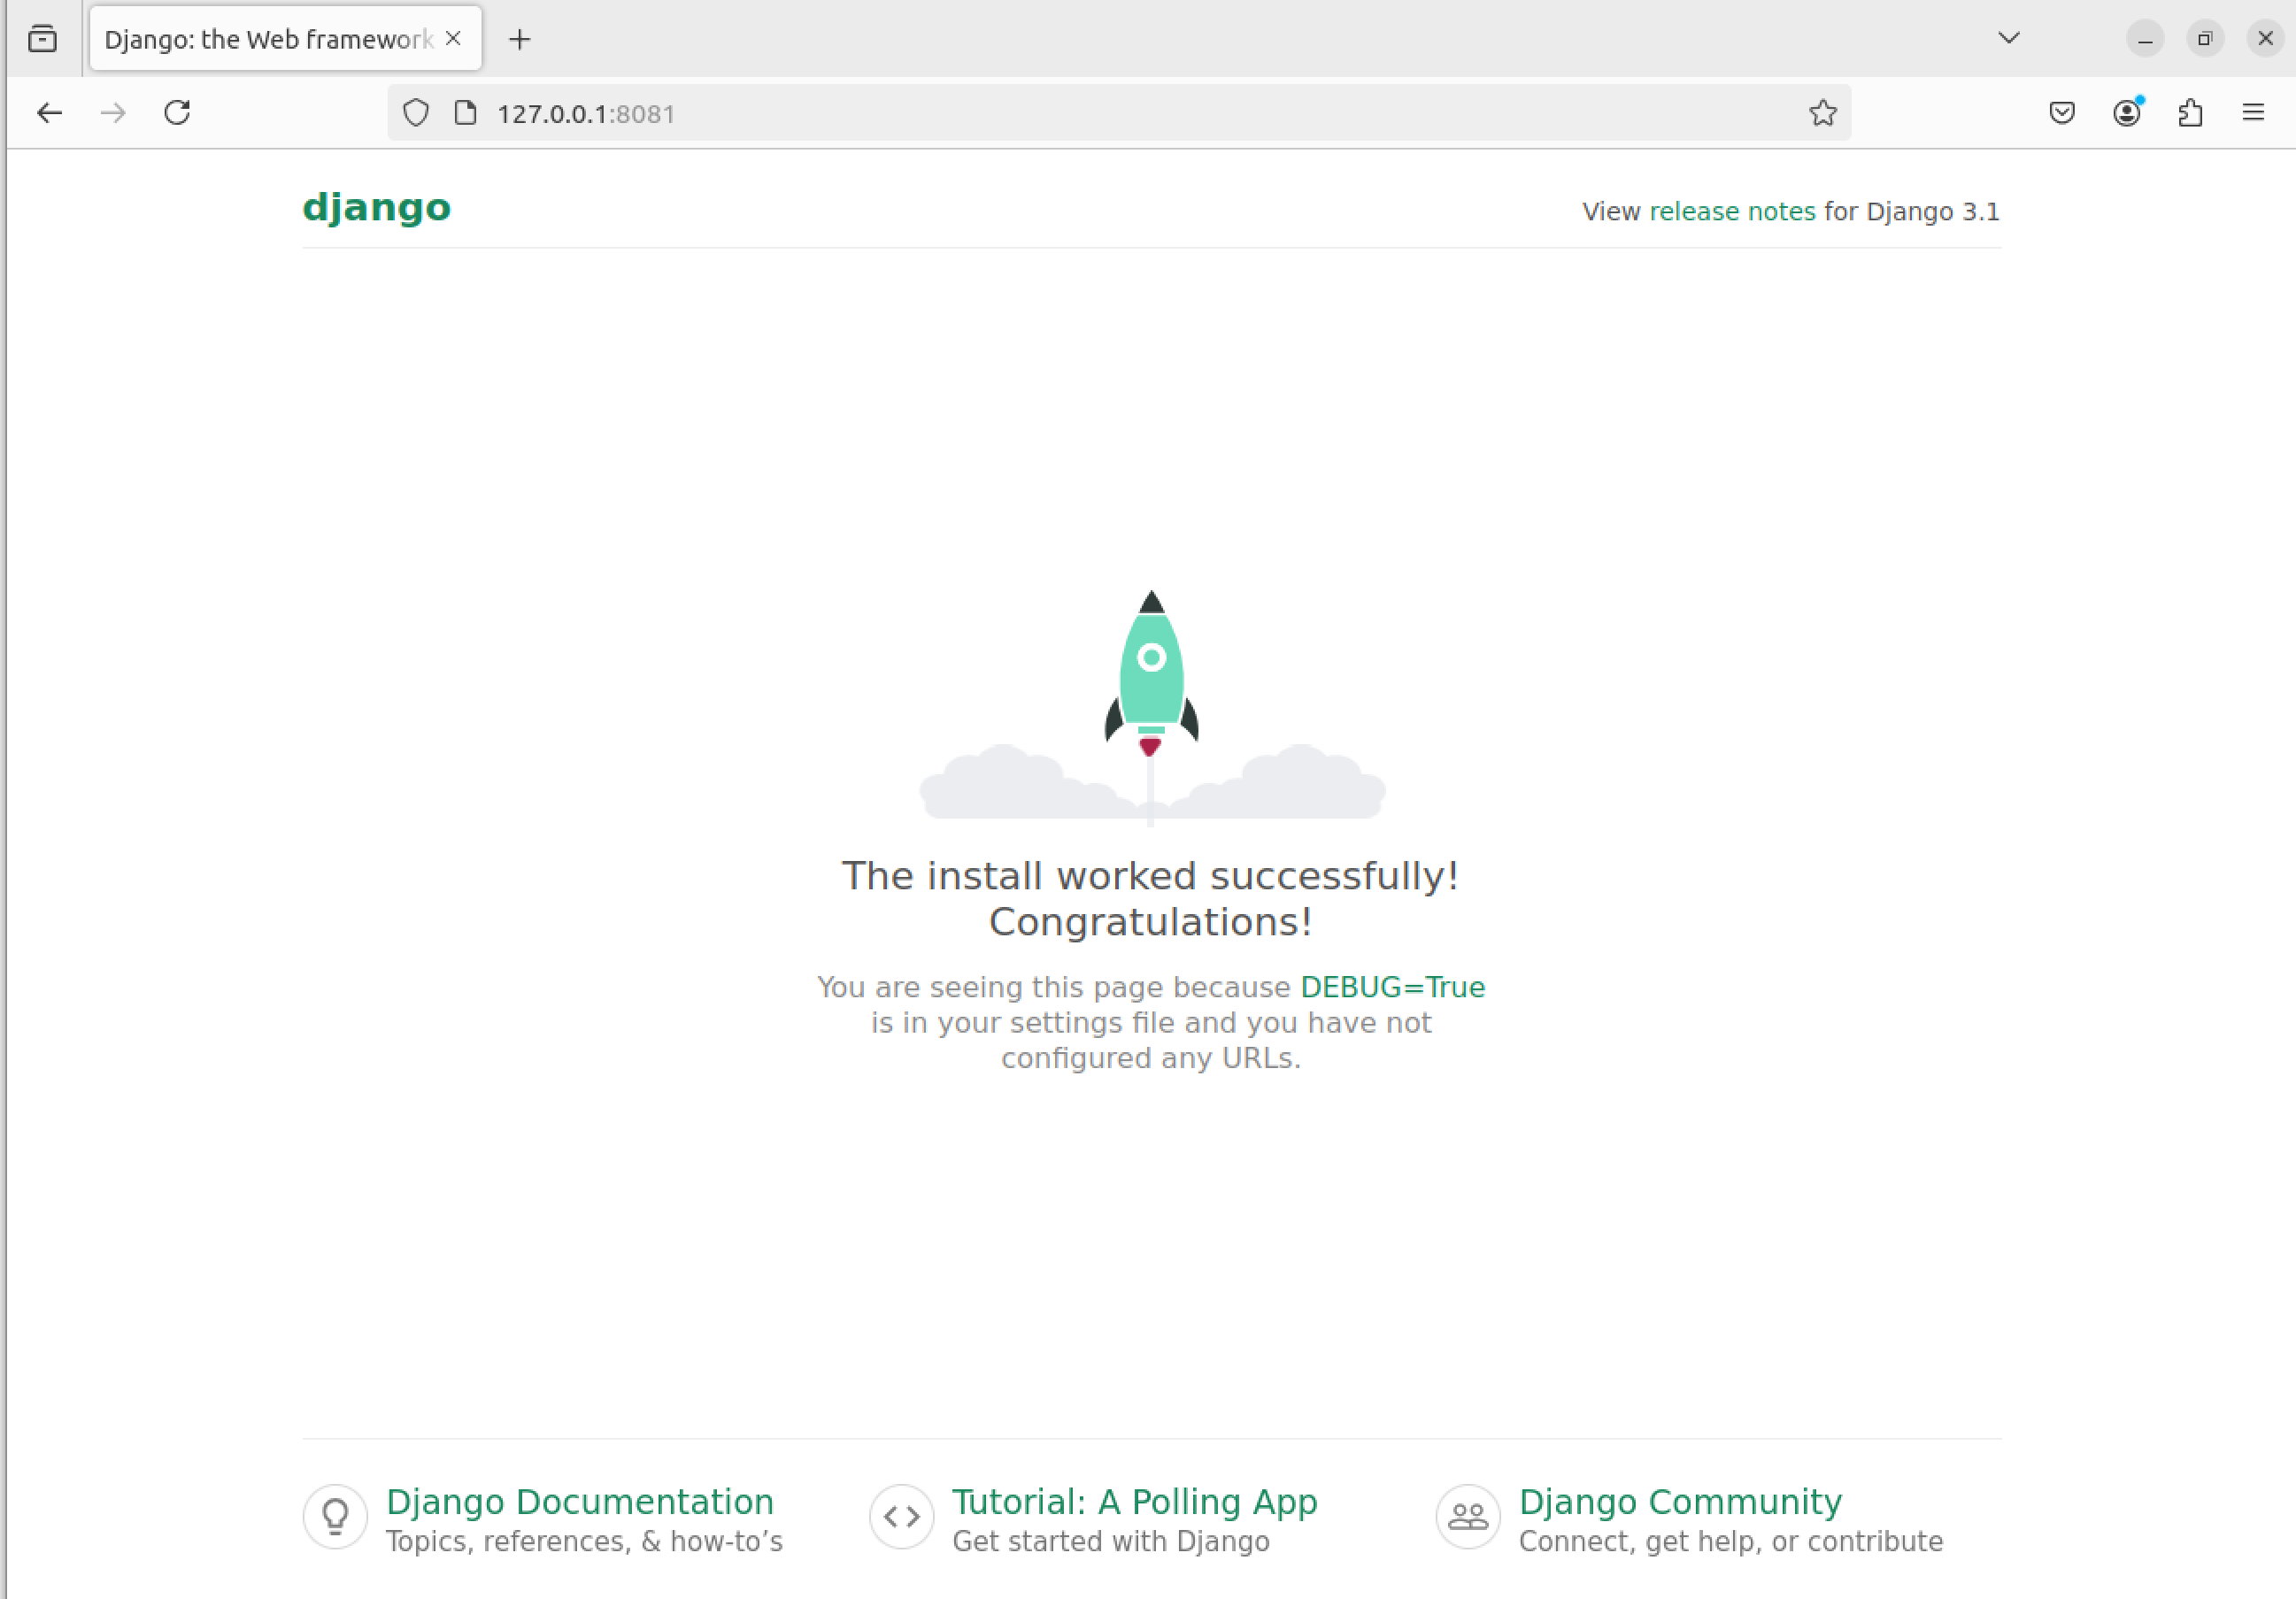 Django: the Web framework
127.0.0.1:8081
django
View release notes for Django 3.1
The install worked successfully!
Congratulations!
You are seeing this page because DEBUG=True
is in your settings file and you have not
configured any URLs.
Django Documentation
Topics, references, & how-to’s
Tutorial: A Polling App
Get started with Django
Django Community
Connect, get help, or contribute